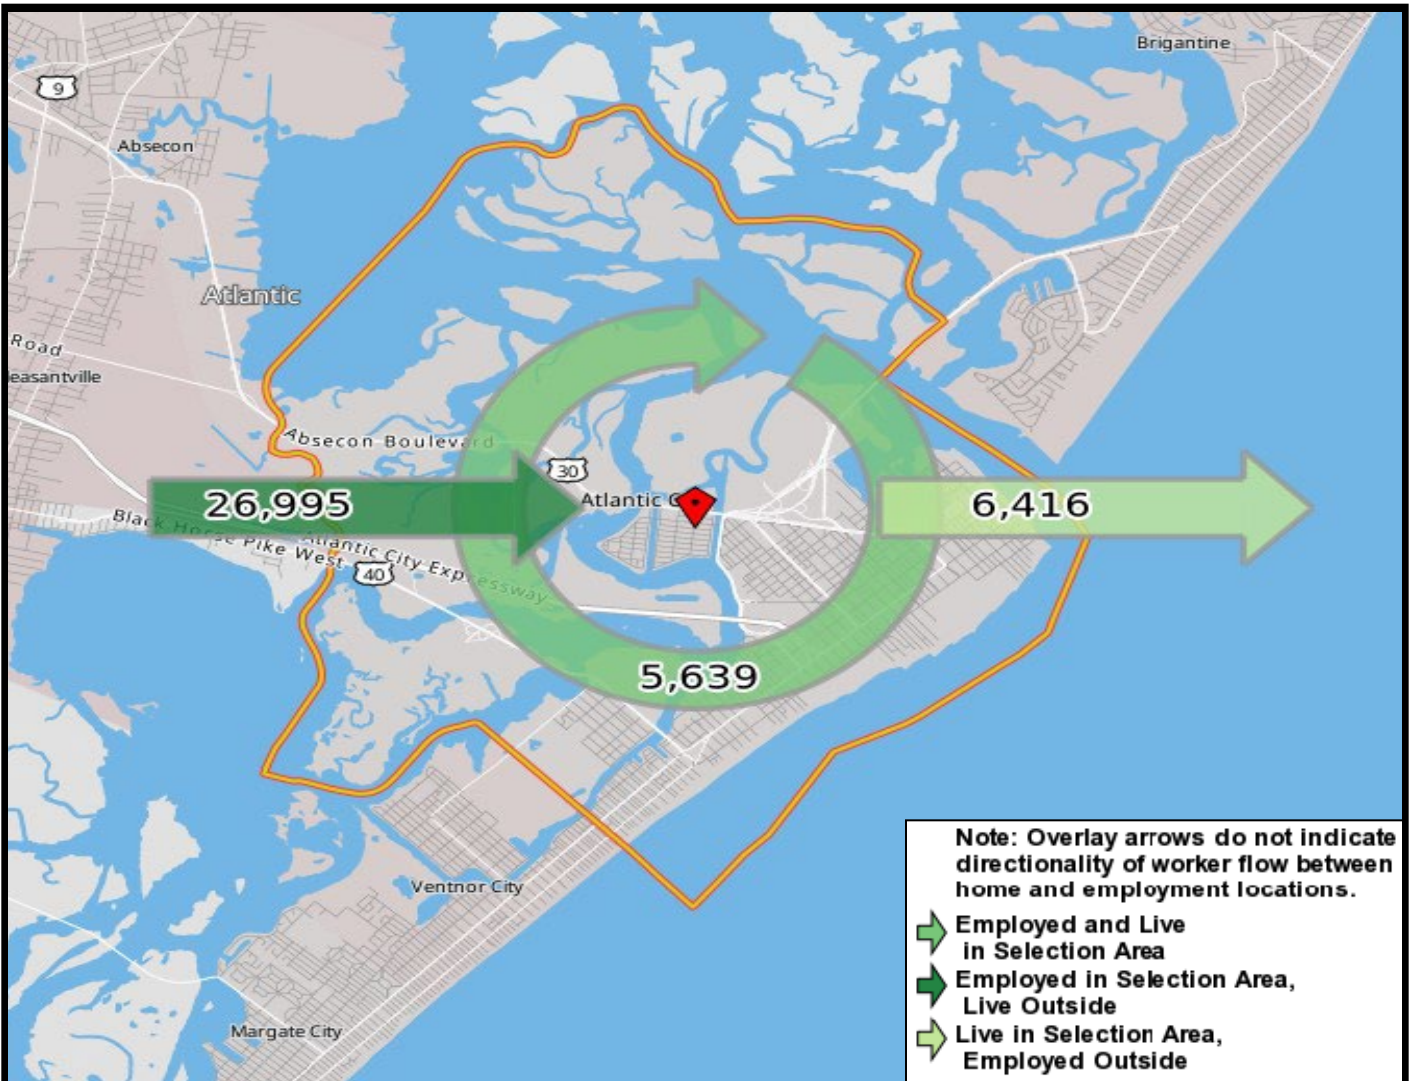 Brigantine
9
Absecon
Atlantic
Road
easantville
Absecon Boulevard
30
Atlantic C
26,995
6,416
Black Horse Pike West
Atlantic City Expressway
40
5,639
Ventnor City
Margate City
Note: Overlay arrows do not indicate
directionality of worker flow between
home and employment locations.
Employed and Live
in Selection Area
Employed in Selection Area,
Live Outside
Live in Selection Area,
Employed Outside